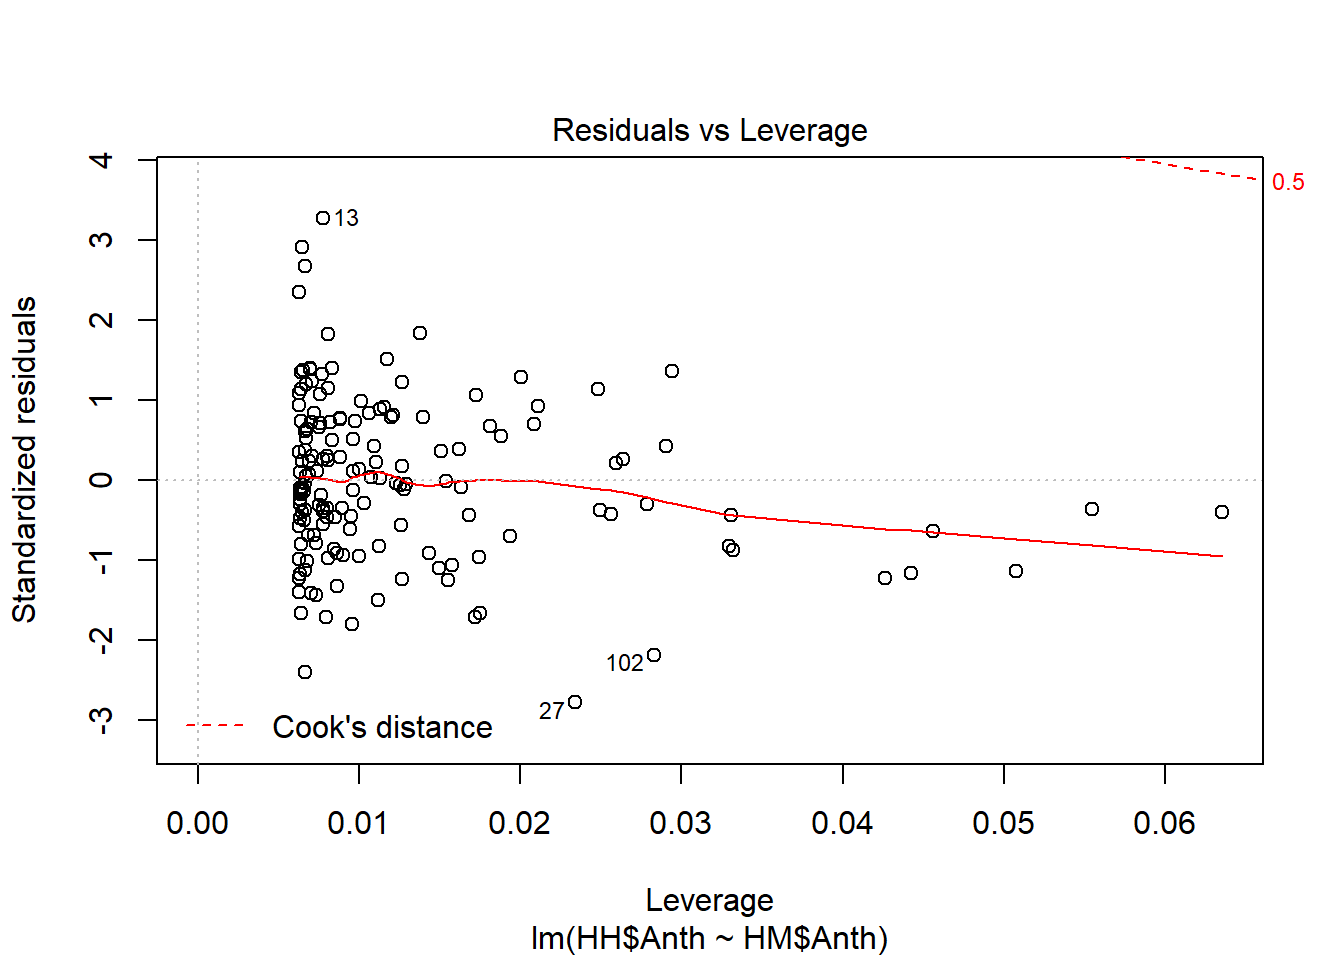 Residuals vs Leverage
Standardized residuals
4
3
2
1
0
-1
-2
-3
0.5
13
102
27
Cook's distance
0.00 0.01 0.02 0.03 0.04 0.05 0.06
Leverage
lm(HH$Anth ~ HM$Anth)